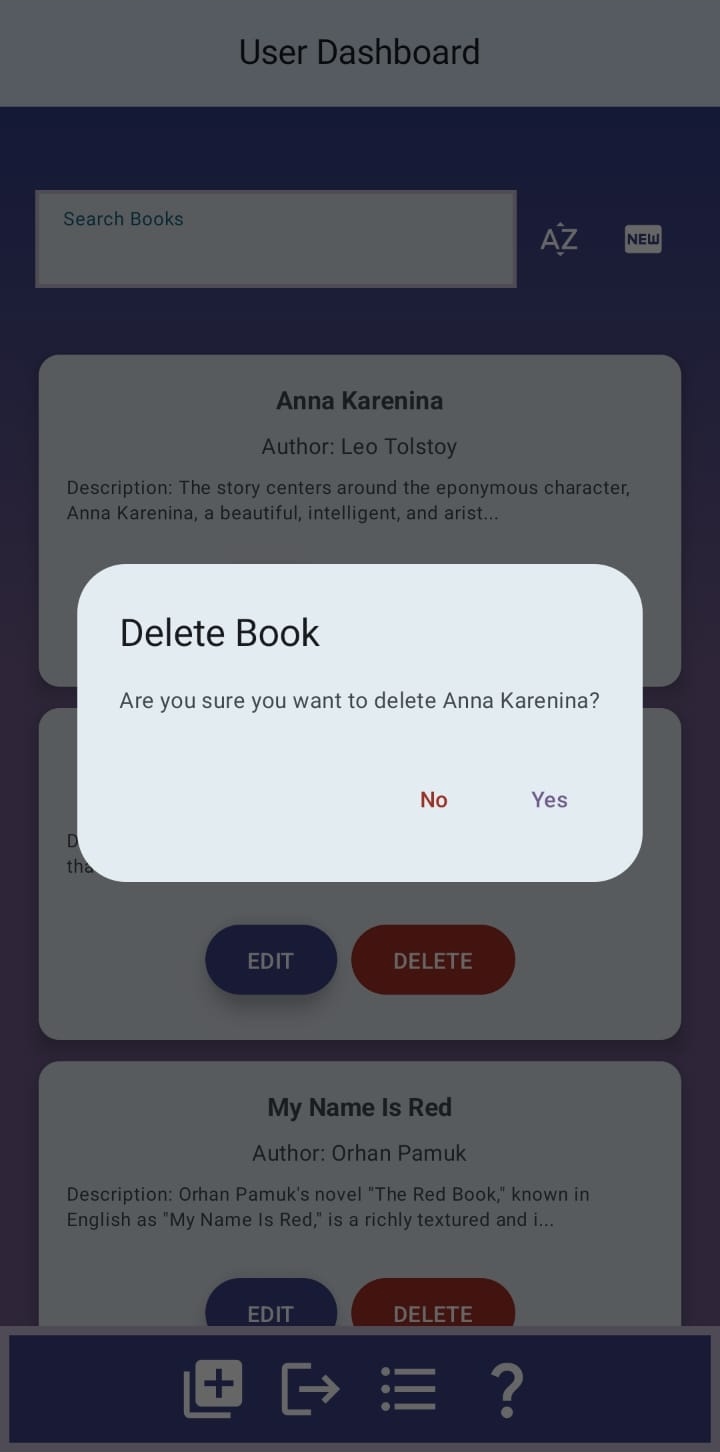 User Dashboard
Search Books
AZ
NEW
Anna Karenina
Author: Leo Tolstoy
Description: The story centers around the eponymous character,
Anna Karenina, a beautiful, intelligent, and arist...
Delete Book
Are you sure you want to delete Anna Karenina?
No Yes
EDIT DELETE
My Name Is Red
Author: Orhan Pamuk
Description: Orhan Pamuk's novel "The Red Book," known in
English as "My Name Is Red," is a richly textured and i...
EDIT DELETE